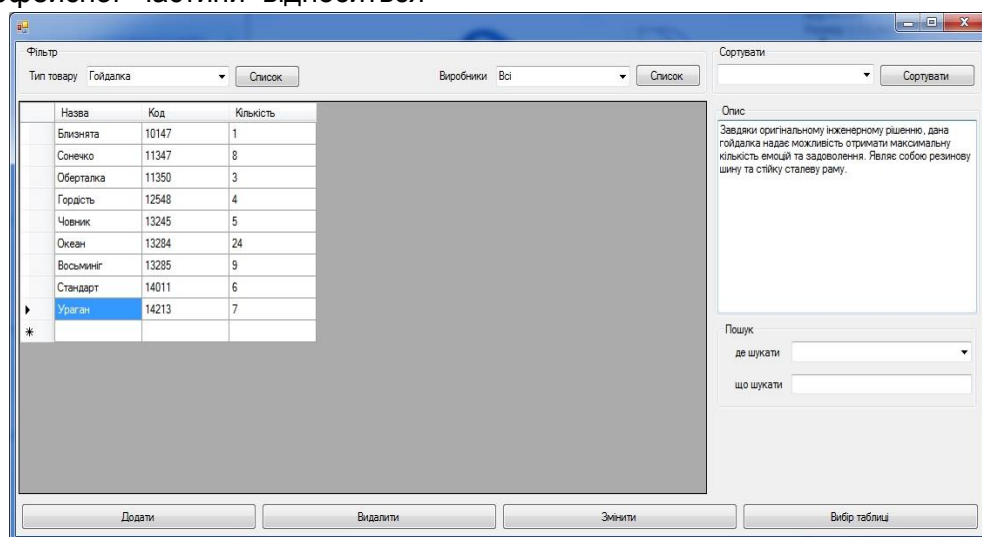 відноситься
Фільтр
Тип товару Гойдалка Список Виробники Всі Список
Сортувати
Сортувати
Назва Код Кількість
Близнята 10147 1
Сонечко 11347 8
Оберталка 11350 3
Гордість 12548 4
Човник 13245 5
Океан 13284 24
Восьминіг 13285 9
Стандарт 14011 6
Ураган 14213 7
Опис
Завдяки оригінальному інженерному рішенню, дана
гойдалка надає можливість отримати максимальну
кількість емоцій та задоволення. Являє собою резинову
шину та стійку сталеву раму.
Пошук
де шукати
що шукати
Додати Видалити Змінити Вибір таблиці